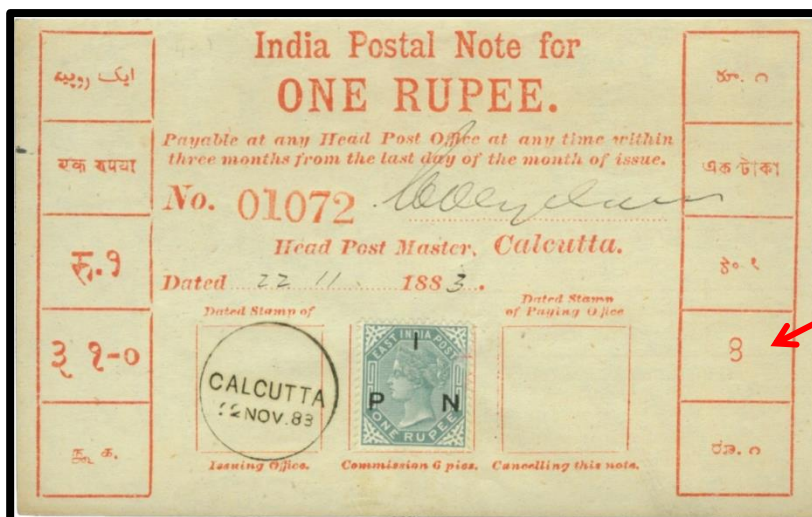 India Postal Note for
ONE RUPEE.
Payable at any Head Post Office at any time within
three months from the last day of the month of issue.
No. 01072
Head Post Master, Calcutta.
Dated 22 11 1883.
Dated Stamp of
Issuing Office.
CALCUTTA
NOV. 83
EAST INDIA POST
I
P N
ONE RUPEE
Commission 6 pies.
Dated Stamp
of Paying Office
Cancelling this note.
ایک روپیہ
एक रुपया
रु. १
এক টাকা